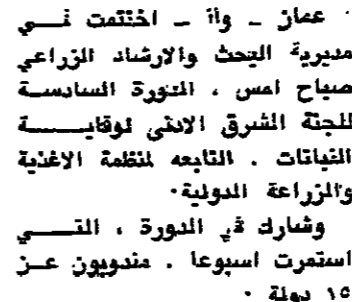 · عمان ـ وأ ـ اختتمت في
مديرية البحث والارشاد الزراعي
صباح امس ، الدورة السادسة
للجنة الشرق الادنى لوقاية
النباتات . التابعه لمنظمة الاغذية
والزراعة الدولية·
وشارك في الدورة ، التي
استمرت اسبوعا . مندوبون عن
١٥ دولة ·